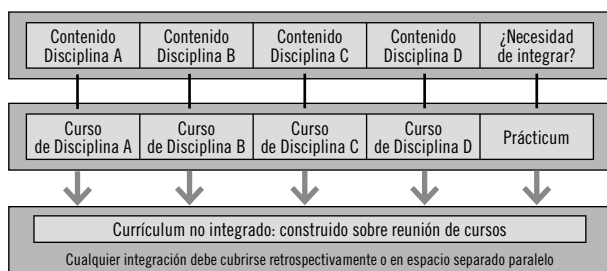 Contenido Disciplina A
Contenido Disciplina B
Contenido Disciplina C
Contenido Disciplina D
¿Necesidad de integrar?
Curso de Disciplina A
Curso de Disciplina B
Curso de Disciplina C
Curso de Disciplina D
Prácticum
Currículum no integrado: construido sobre reunión de cursos
Cualquier integración debe cubrirse retrospectivamente o en espacio separado paralelo